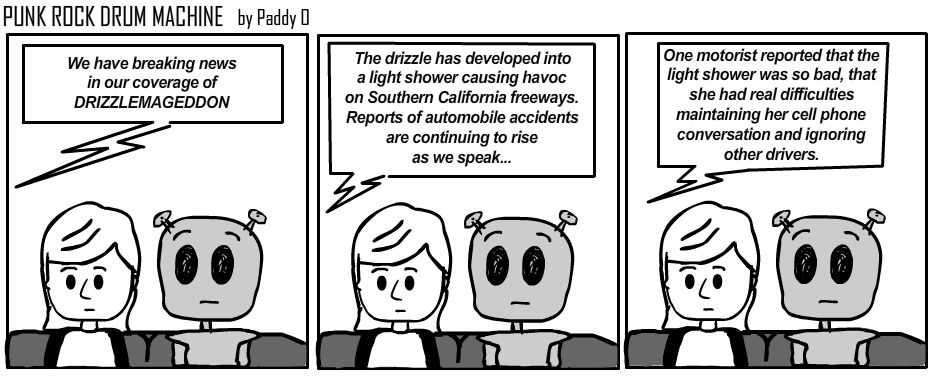 PUNK ROCK DRUM MACHINE by Paddy O
We have breaking news
in our coverage of
DRIZZLEMAGEDDON
The drizzle has developed into
a light shower causing havoc
on Southern California freeways.
Reports of automobile accidents
are continuing to rise
as we speak...
One motorist reported that the
light shower was so bad, that
she had real difficulties
maintaining her cell phone
conversation and ignoring
other drivers.